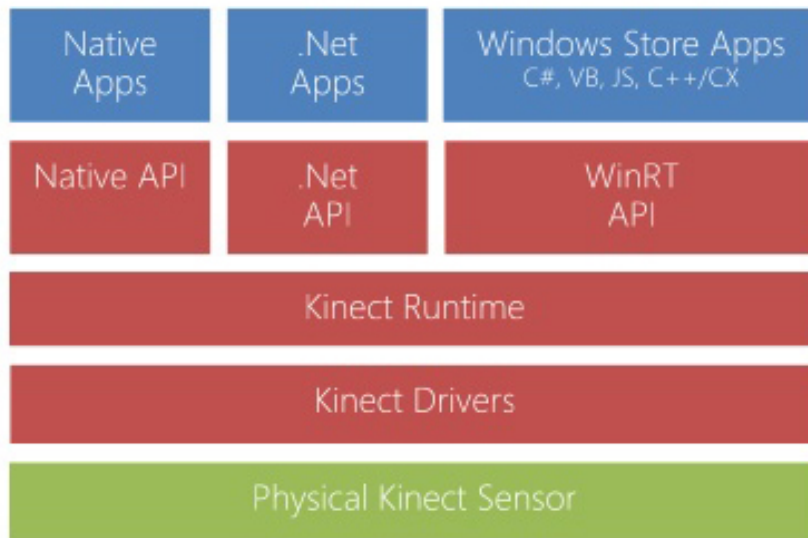 Native
Apps
.Net
Apps
Windows Store Apps
C#, VB, JS, C++/CX
Native API
.Net
API
WinRT
API
Kinect Runtime
Kinect Drivers
Physical Kinect Sensor